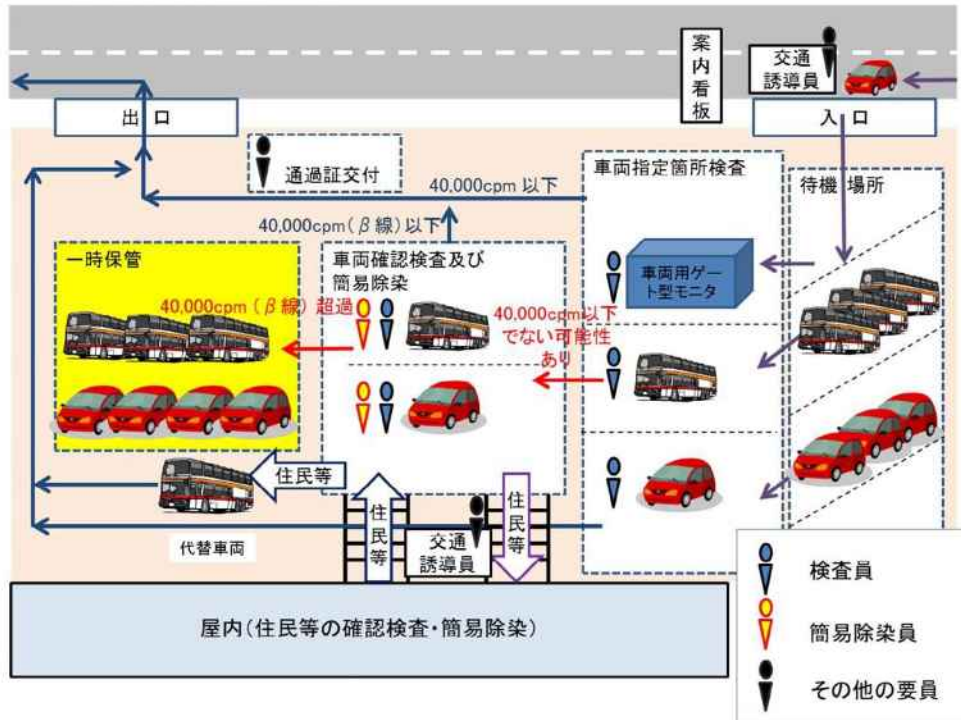 案内看板
交通
誘導員
出 口
入 口
通過証交付
車両指定箇所検査
待機 場所
40,000cpm 以下
40,000cpm(β線)以下
一時保管
車両確認検査及び
簡易除染
車両用ゲー
ト型モニタ
40,000cpm(β線)超過
40,000cpm以下
でない可能性
あり
住民等
住民等
住民等
代替車両
交通
誘導員
屋内(住民等の確認検査・簡易除染)
検査員
簡易除染員
その他の要員